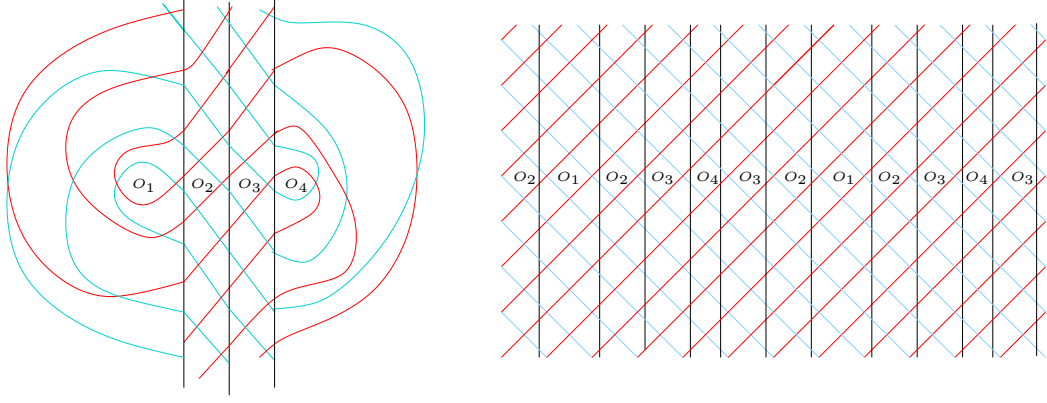 O₁ O₂ O₃ O₄
O₂ O₁ O₂ O₃ O₄ O₃ O₂ O₁ O₂ O₃ O₄ O₃